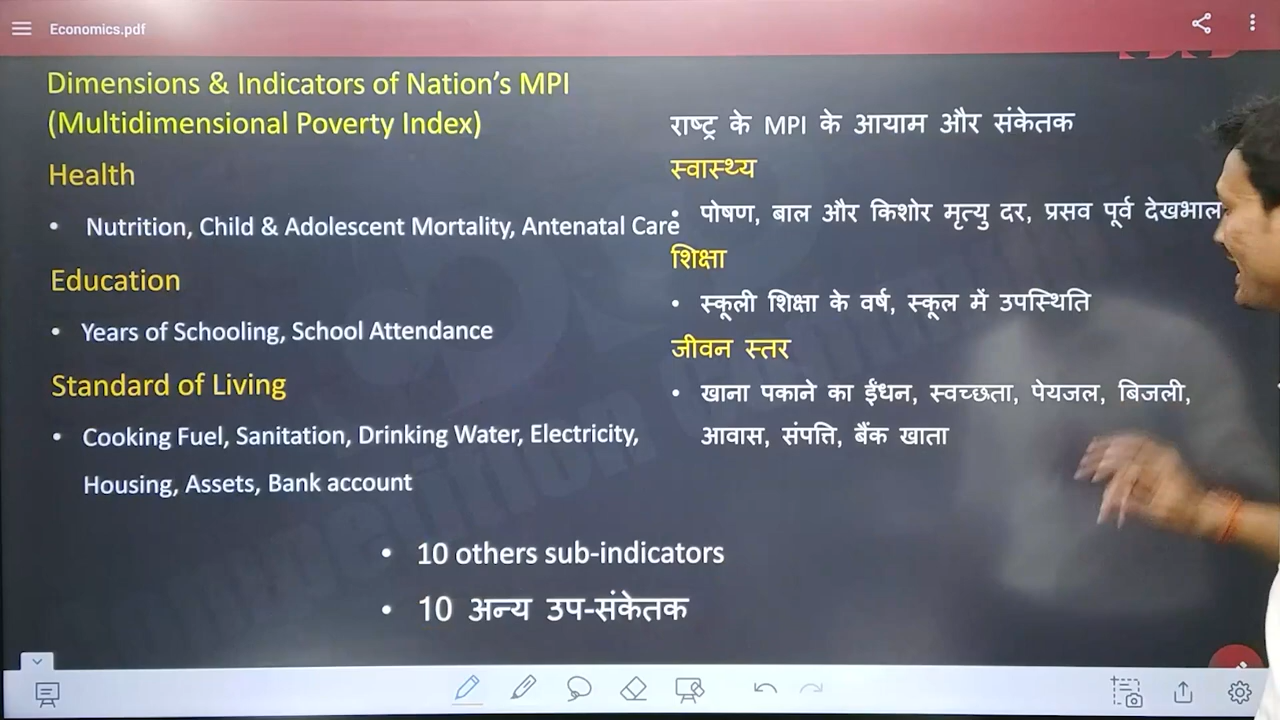 Economics.pdf
Dimensions & Indicators of Nation's MPI
(Multidimensional Poverty Index)
Health
• Nutrition, Child & Adolescent Mortality, Antenatal Care
Education
• Years of Schooling, School Attendance
Standard of Living
• Cooking Fuel, Sanitation, Drinking Water, Electricity,
Housing, Assets, Bank account
राष्ट्र के MPI के आयाम और संकेतक
स्वास्थ्य
• पोषण, बाल और किशोर मृत्यु दर, प्रसव पूर्व देखभाल
शिक्षा
• स्कूली शिक्षा के वर्ष, स्कूल में उपस्थिति
जीवन स्तर
• खाना पकाने का ईंधन, स्वच्छता, पेयजल, बिजली,
आवास, संपत्ति, बैंक खाता
• 10 others sub-indicators
• 10 अन्य उप-संकेतक